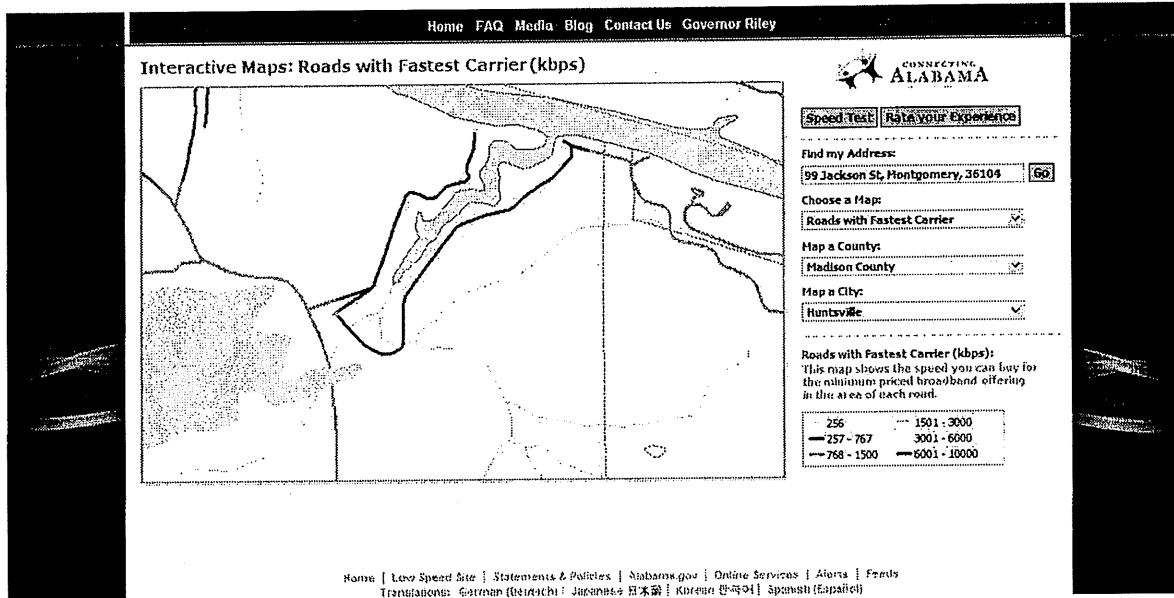 Home FAQ Media Blog Contact Us Governor Riley
Interactive Maps: Roads with Fastest Carrier (kbps)
CONNECTING
ALABAMA
Speed Test Rate your Experience
Find my Address:
99 Jackson St, Montgomery, 36104 Go
Choose a Map:
Roads with Fastest Carrier
Map a County:
Madison County
Map a City:
Huntsville
Roads with Fastest Carrier (kbps):
This map shows the speed you can buy for
the minimum priced broadband offering
in the area of each road.
256 1501 - 3000
257 - 767 3001 - 6000
768 - 1500 6001 - 10000
Home | Low Speed Site | Statements & Policies | Alabama.gov | Online Services | Alerts | Feeds
Translations: German (Deutsch) | Japanese 日本語 | Korean 한국어 | Spanish (Español)